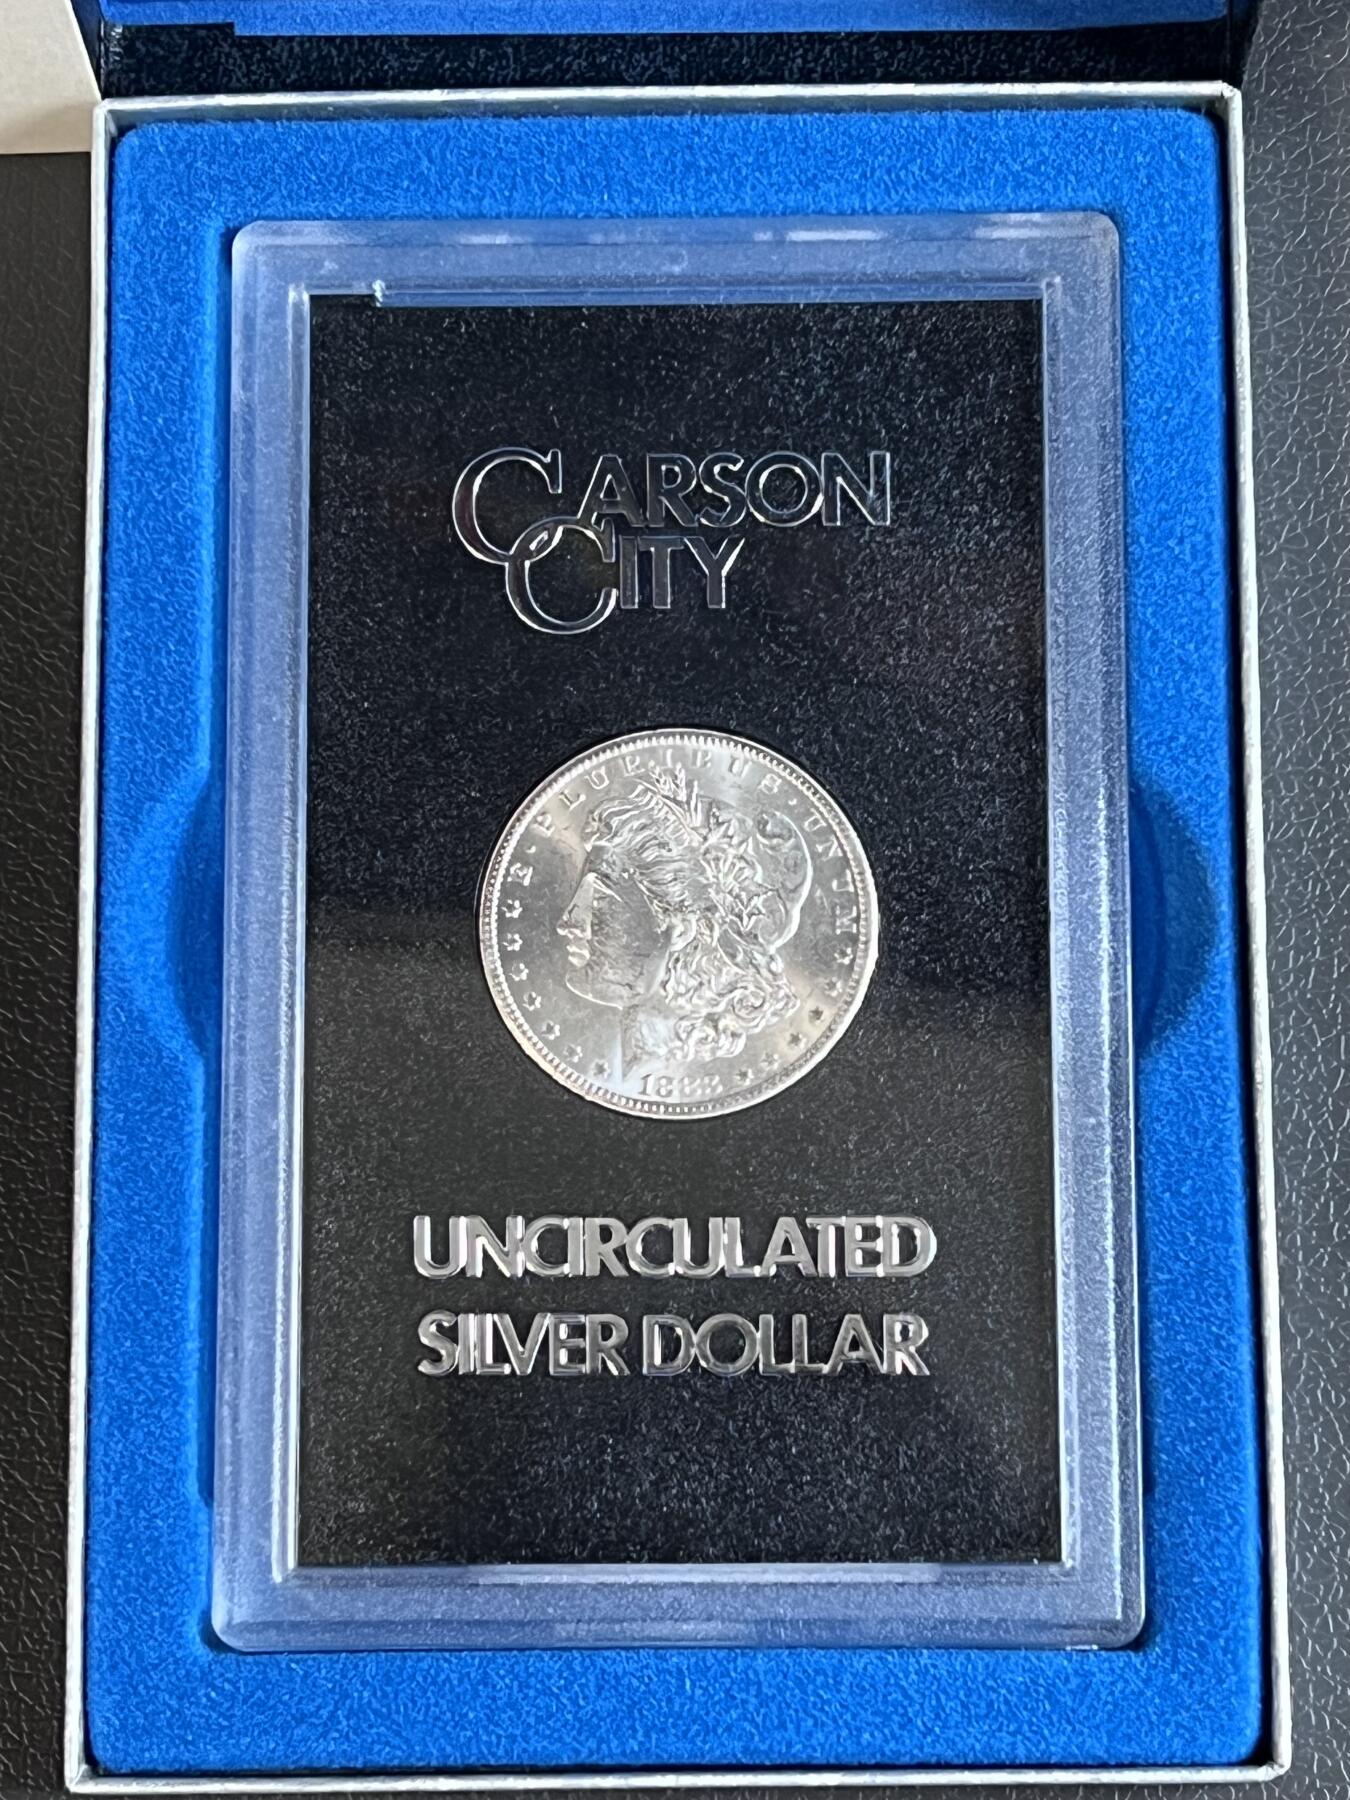 CARSON
CITY
E · PLURIBUS · UNUM
1883
UNCIRCULATED
SILVER DOLLAR